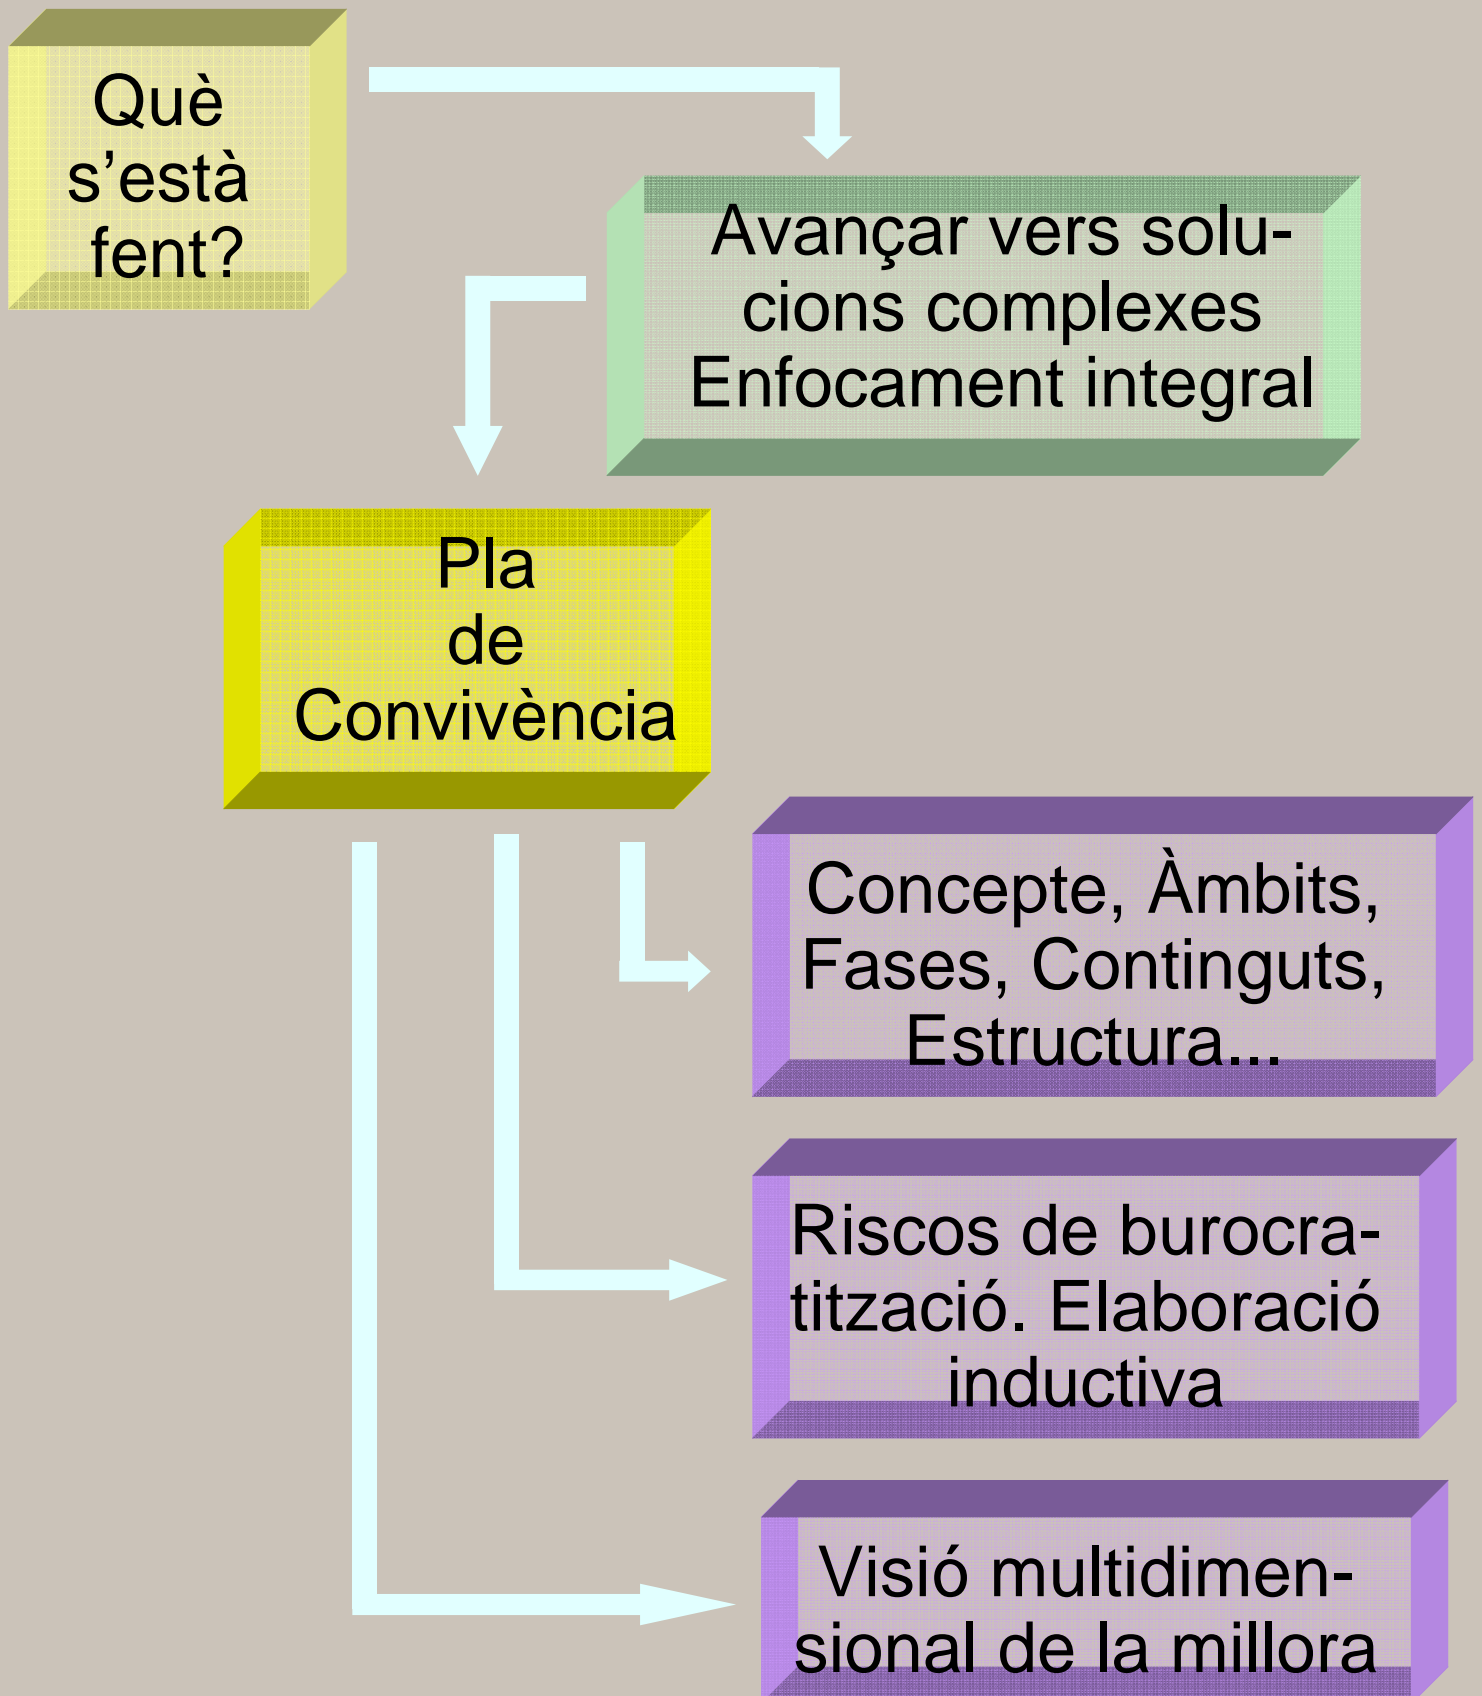 Què
s’està
fent?
Avançar vers solu-
cions complexes
Enfocament integral
Pla
de
Convivència
Concepte, Àmbits,
Fases, Continguts,
Estructura...
Riscos de burocra-
tització. Elaboració
inductiva
Visió multidimen-
sional de la millora